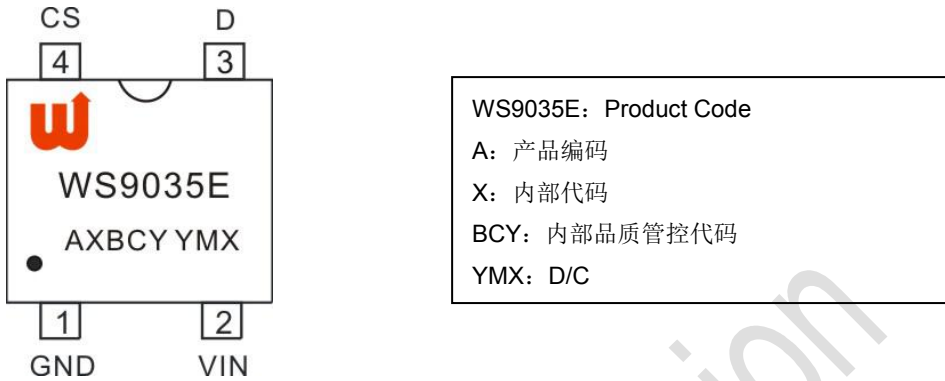 CS D
4 3
WS9035E
AXBCY YMX
1 2
GND VIN
WS9035E：Product Code
A：产品编码
X：内部代码
BCY：内部品质管控代码
YMX：D/C